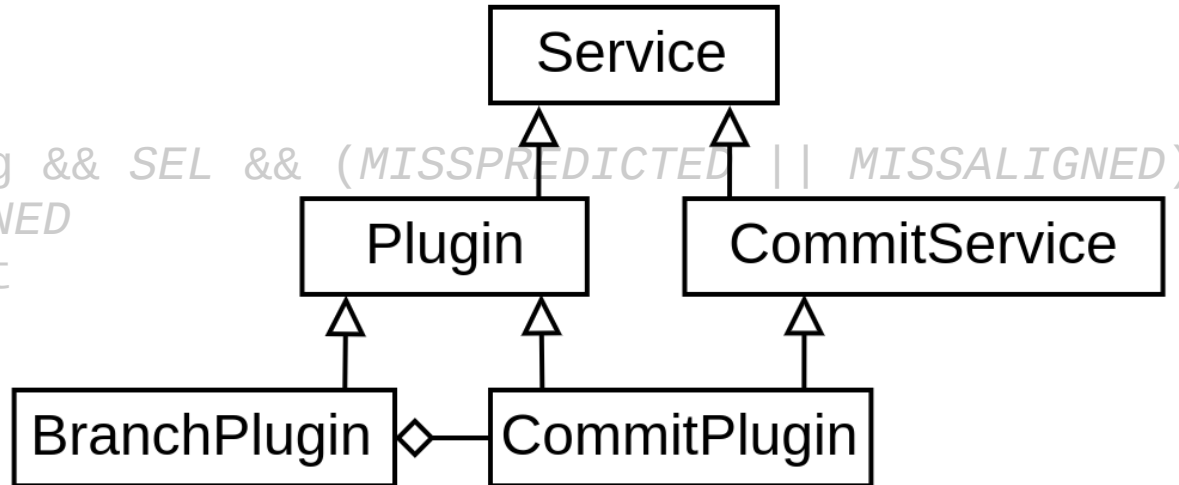 Service
g && SEL && (MISSPREDICTED || MISSALIGNED)
NED
Plugin
CommitService
t
BranchPlugin
CommitPlugin